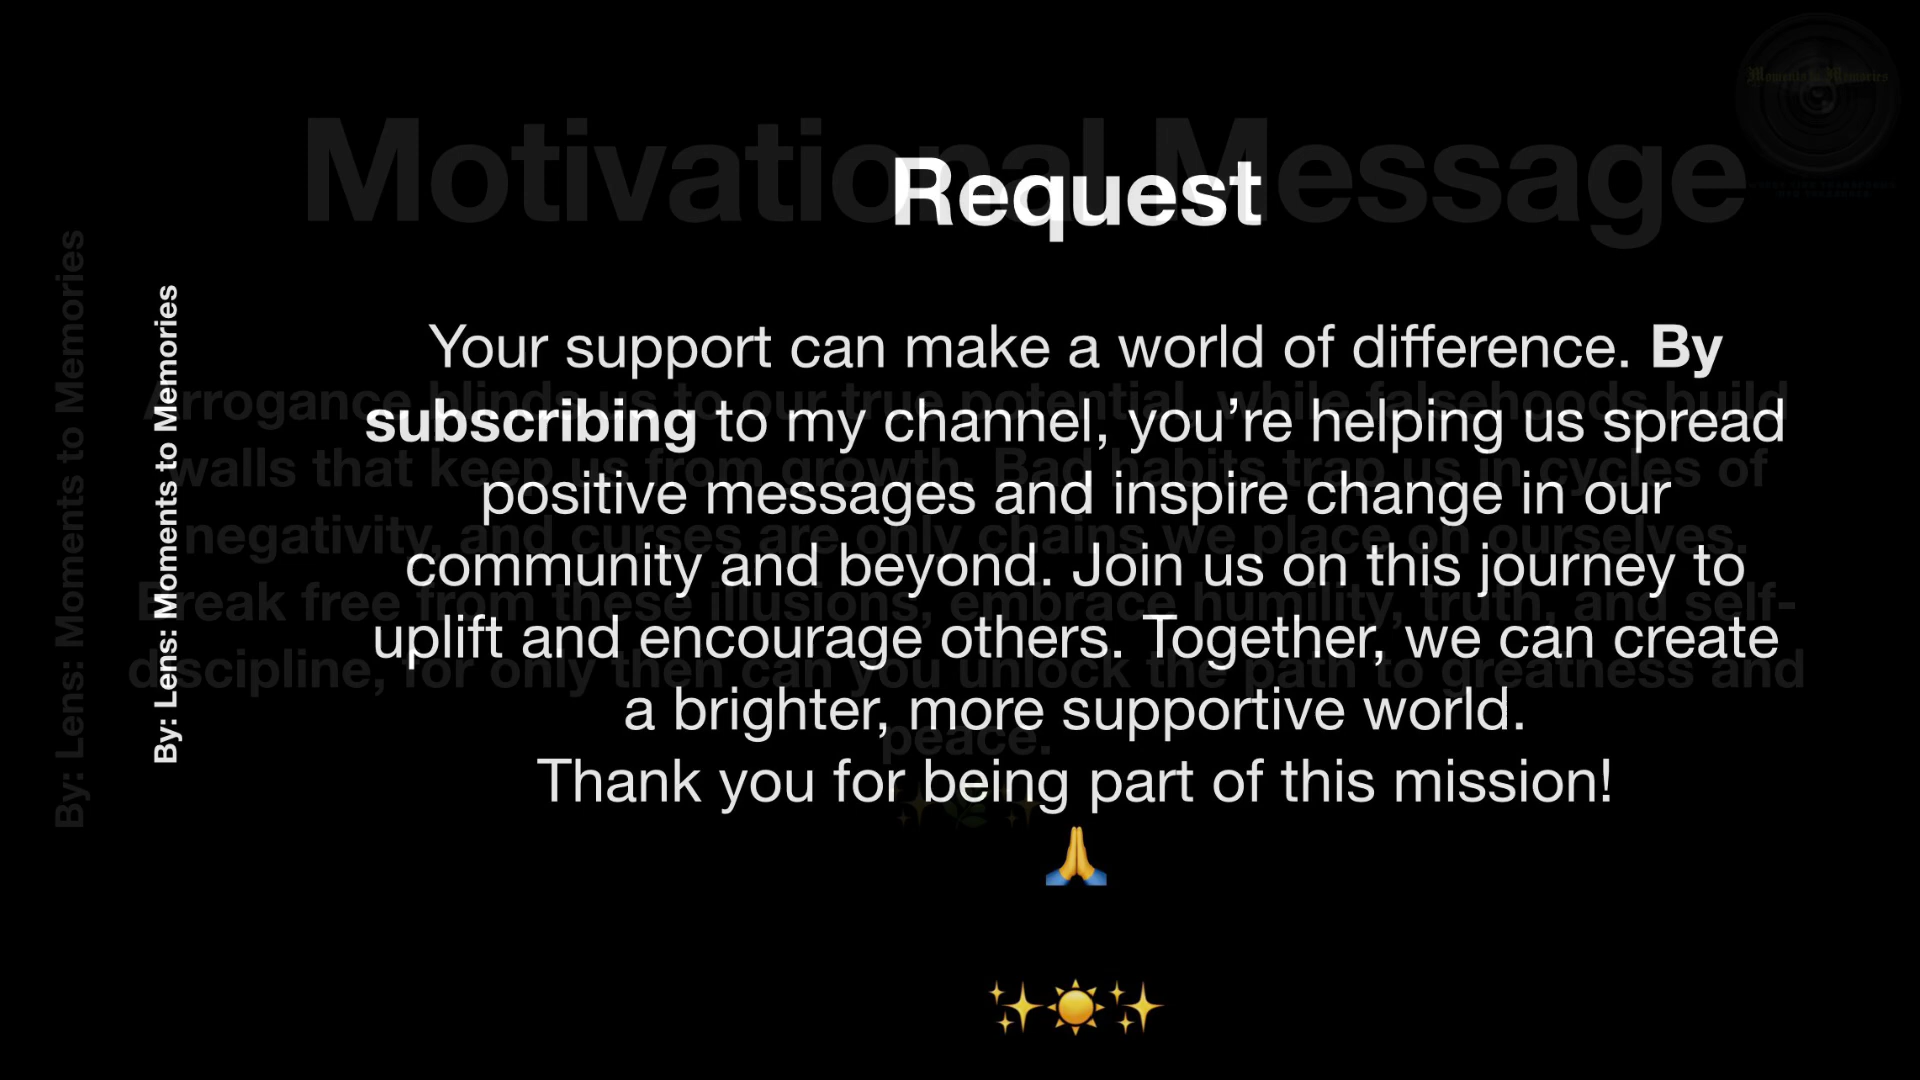 Motivational Message
Request
Your support can make a world of difference. By
subscribing to my channel, you’re helping us spread
positive messages and inspire change in our
community and beyond. Join us on this journey to
uplift and encourage others. Together, we can create
a brighter, more supportive world.
Thank you for being part of this mission!
🙏
✨☀️✨
By: Lens: Moments to Memories
By: Lens: Moments to Memories
Arrogance blinds us to our true potential, while falsehoods build
walls that keep us from growth. Bad habits trap us in cycles of
negativity, and curses are only chains we place on ourselves.
Break free from these illusions, embrace humility, truth, and self-
discipline, for only then can you unlock the path to greatness and
peace.
Moments to Memories